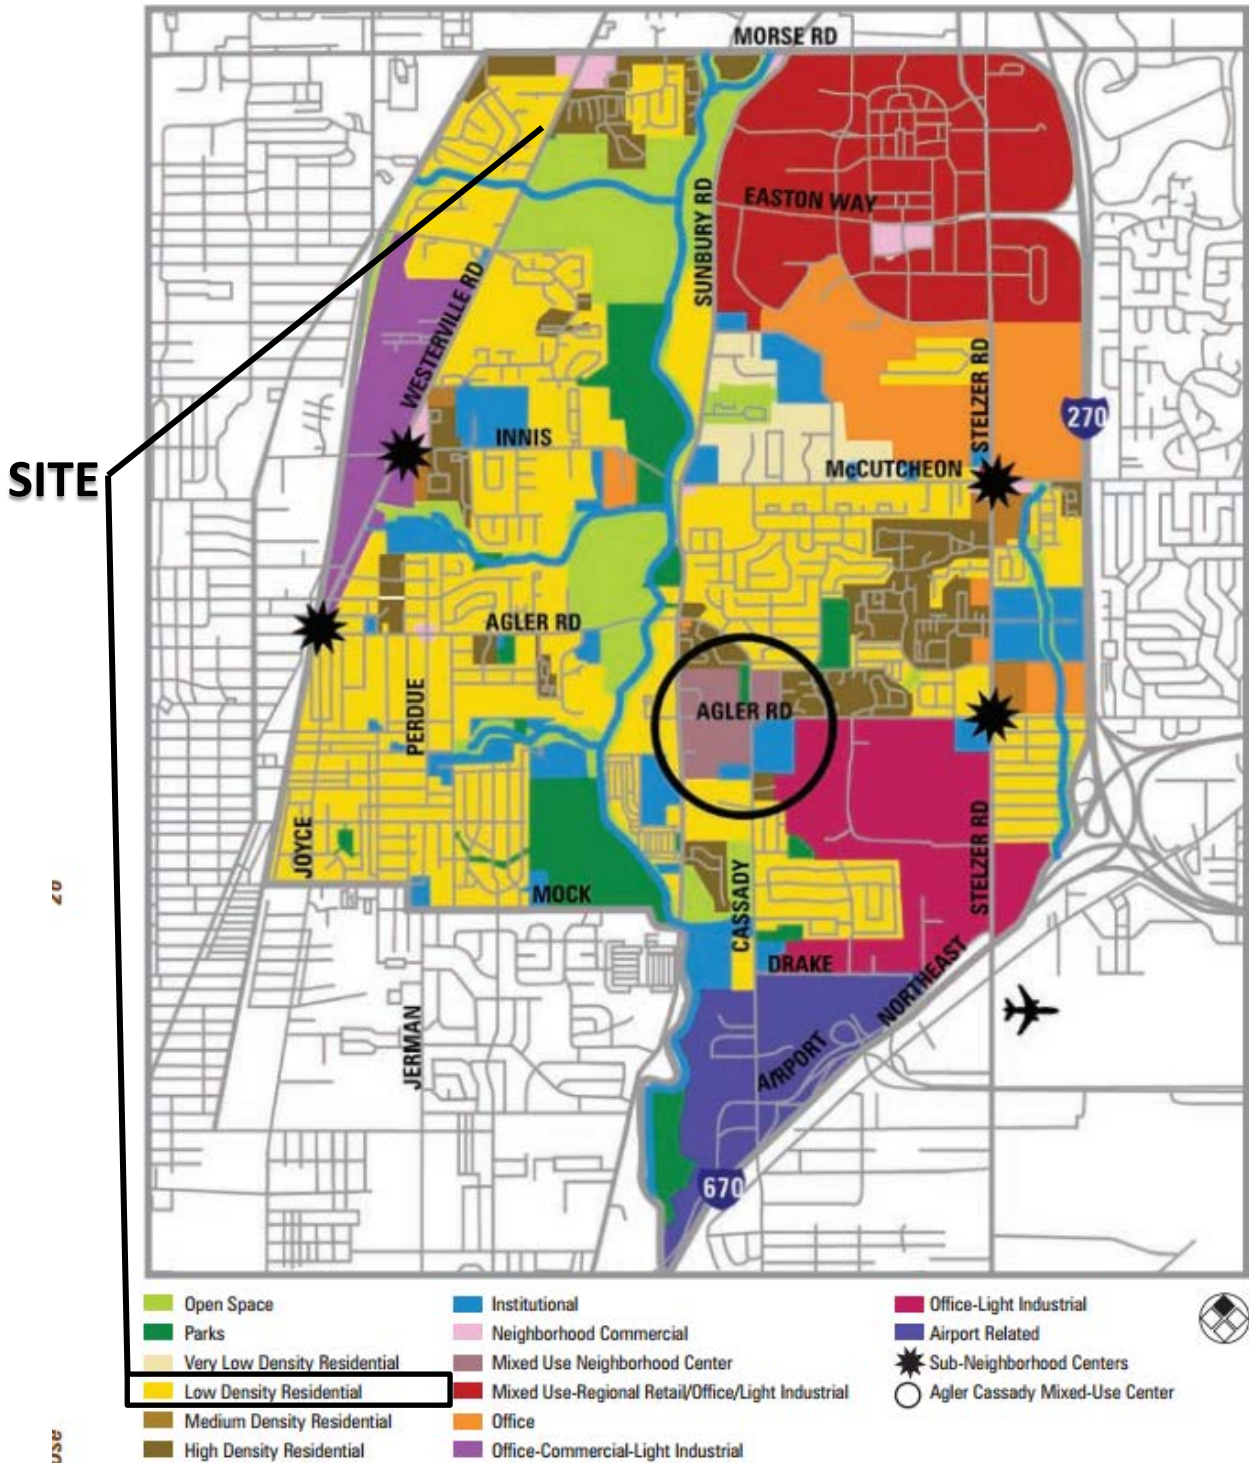 MORSE RD
EASTON WAY
SUNBURY RD
WESTERVILLE RD
STELZER RD
270
INNIS
McCUTCHEON
SITE
AGLER RD
PERDUE
AGLER RD
JOYCE
STELZER RD
MOCK
CASSADY
DRAKE
NORTHEAST
JERMAN
AIRPORT
670
26
Open Space
Parks
Very Low Density Residential
Low Density Residential
Medium Density Residential
High Density Residential
Institutional
Neighborhood Commercial
Mixed Use Neighborhood Center
Mixed Use-Regional Retail/Office/Light Industrial
Office
Office-Commercial-Light Industrial
Office-Light Industrial
Airport Related
Sub-Neighborhood Centers
Agler Cassady Mixed-Use Center